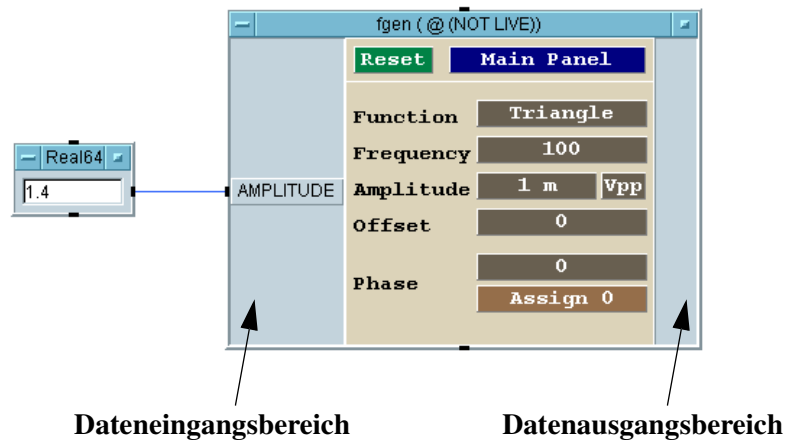 fgen ( @ (NOT LIVE))
Reset Main Panel
Function Triangle
Frequency 100
Real64
1.4
AMPLITUDE
Amplitude 1 m Vpp
Offset 0
Phase
0
Assign 0
Dateneingangsbereich Datenausgangsbereich